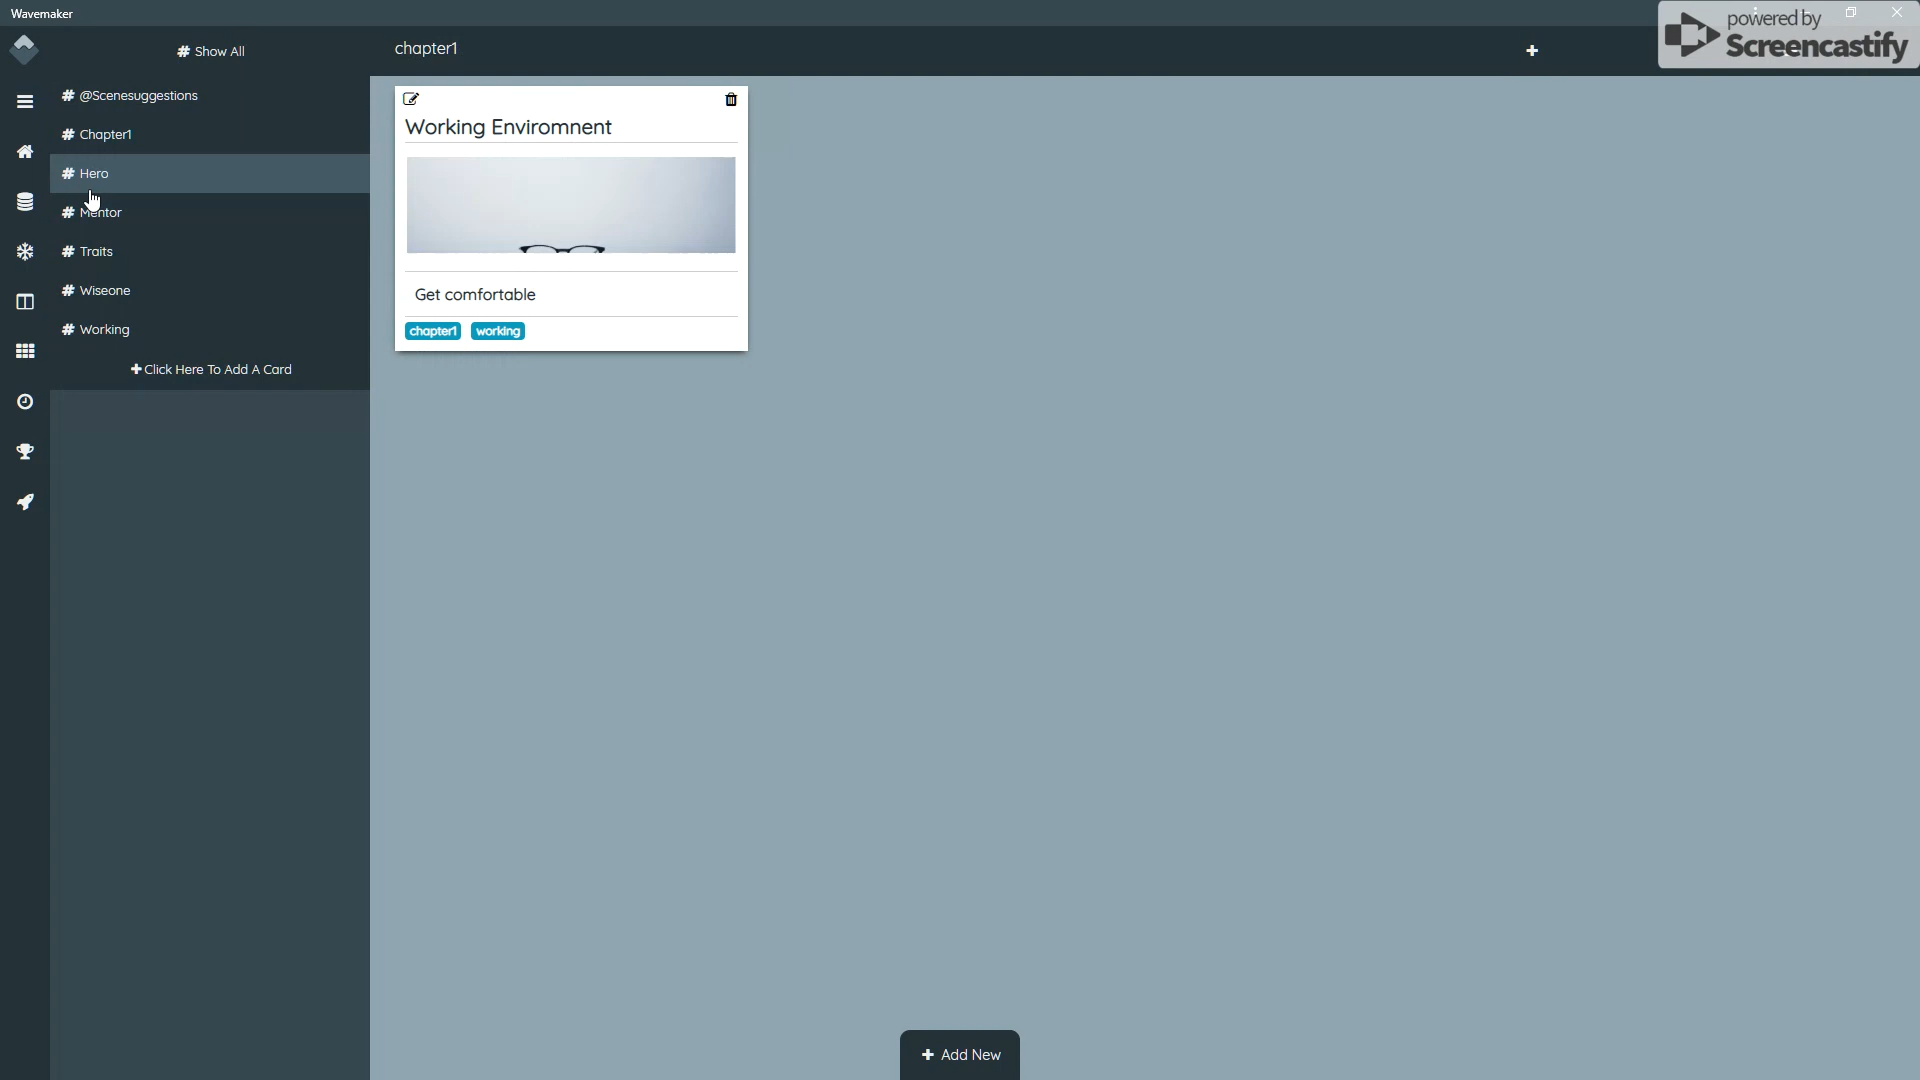 Wavemaker
powered by
Screencastify
# Show All
chapter1
# @Scenesuggestions
# Chapter1
# Hero
# Mentor
# Traits
# Wiseone
# Working
+ Click Here To Add A Card
Working Enviromnent
Get comfortable
chapter1 working
+ Add New